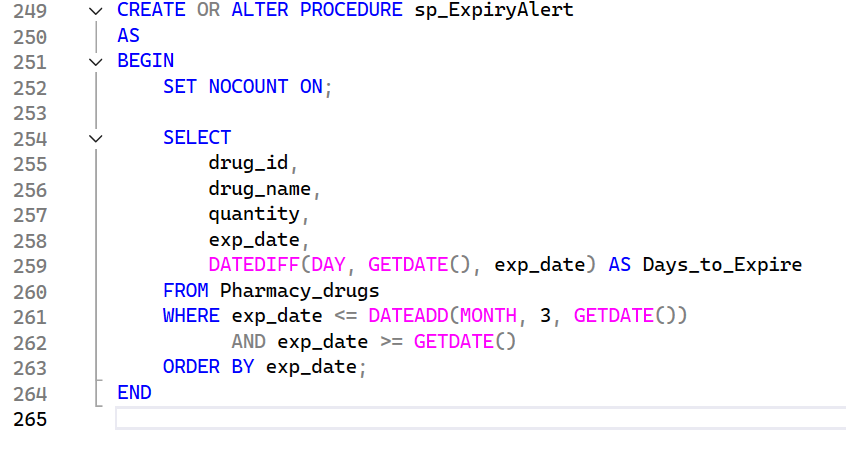 249 CREATE OR ALTER PROCEDURE sp_ExpiryAlert
250 AS
251 BEGIN
252     SET NOCOUNT ON;
253
254     SELECT
255         drug_id,
256         drug_name,
257         quantity,
258         exp_date,
259         DATEDIFF(DAY, GETDATE(), exp_date) AS Days_to_Expire
260     FROM Pharmacy_drugs
261     WHERE exp_date <= DATEADD(MONTH, 3, GETDATE())
262           AND exp_date >= GETDATE()
263     ORDER BY exp_date;
264 END
265